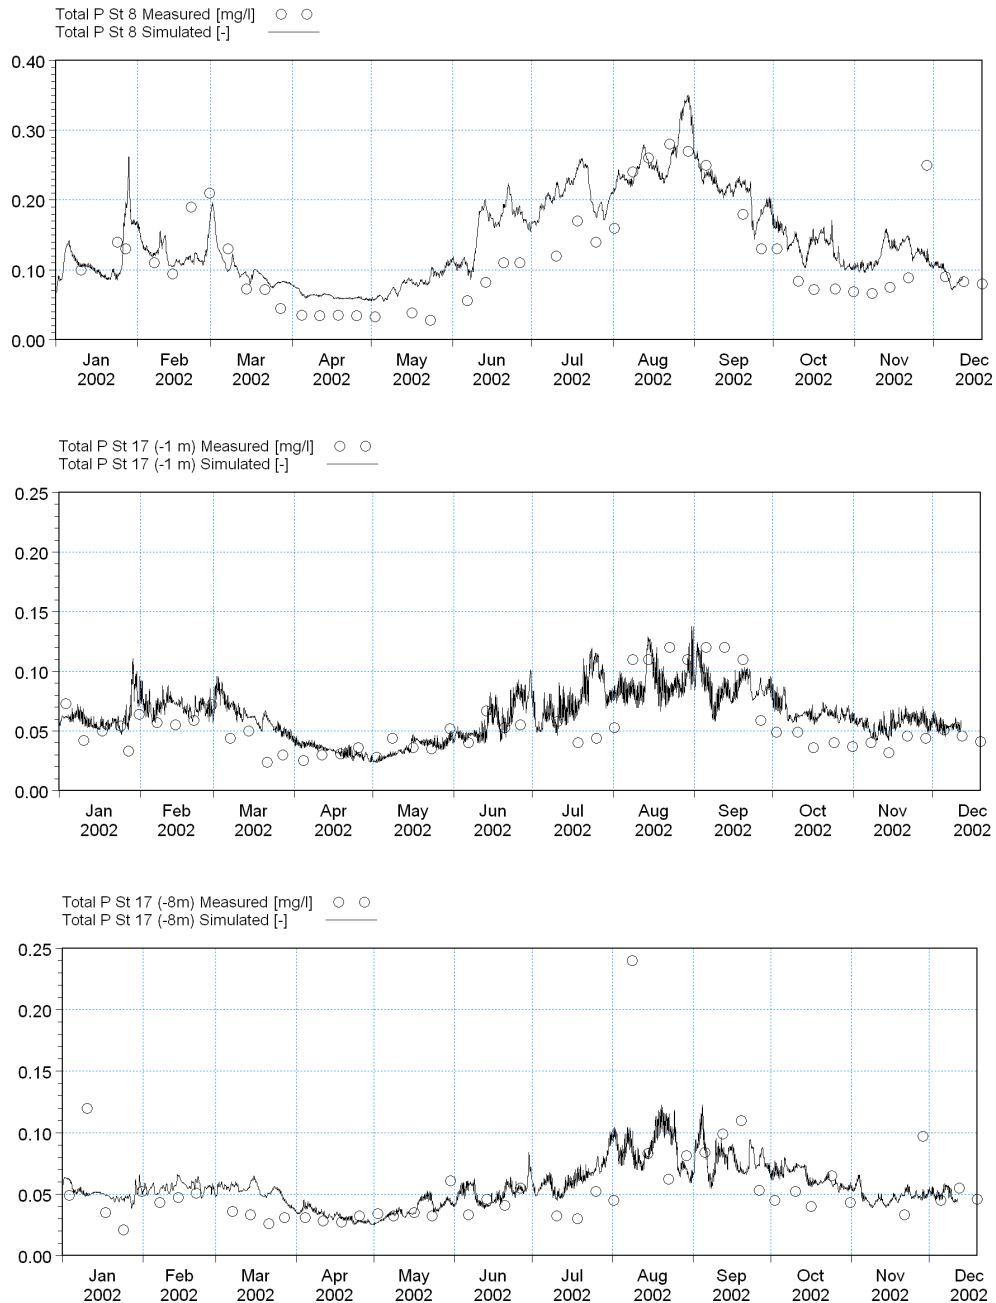 Total P St 8 Measured [mg/l]
Total P St 8 Simulated [-]
0.40
0.30
0.20
0.10
0.00
Jan Feb Mar Apr May Jun Jul Aug Sep Oct Nov Dec
2002 2002 2002 2002 2002 2002 2002 2002 2002 2002 2002 2002
Total P St 17 (-1 m) Measured [mg/l]
Total P St 17 (-1 m) Simulated [-]
0.25
0.20
0.15
0.10
0.05
0.00
Jan Feb Mar Apr May Jun Jul Aug Sep Oct Nov Dec
2002 2002 2002 2002 2002 2002 2002 2002 2002 2002 2002 2002
Total P St 17 (-8m) Measured [mg/l]
Total P St 17 (-8m) Simulated [-]
0.25
0.20
0.15
0.10
0.05
0.00
Jan Feb Mar Apr May Jun Jul Aug Sep Oct Nov Dec
2002 2002 2002 2002 2002 2002 2002 2002 2002 2002 2002 2002